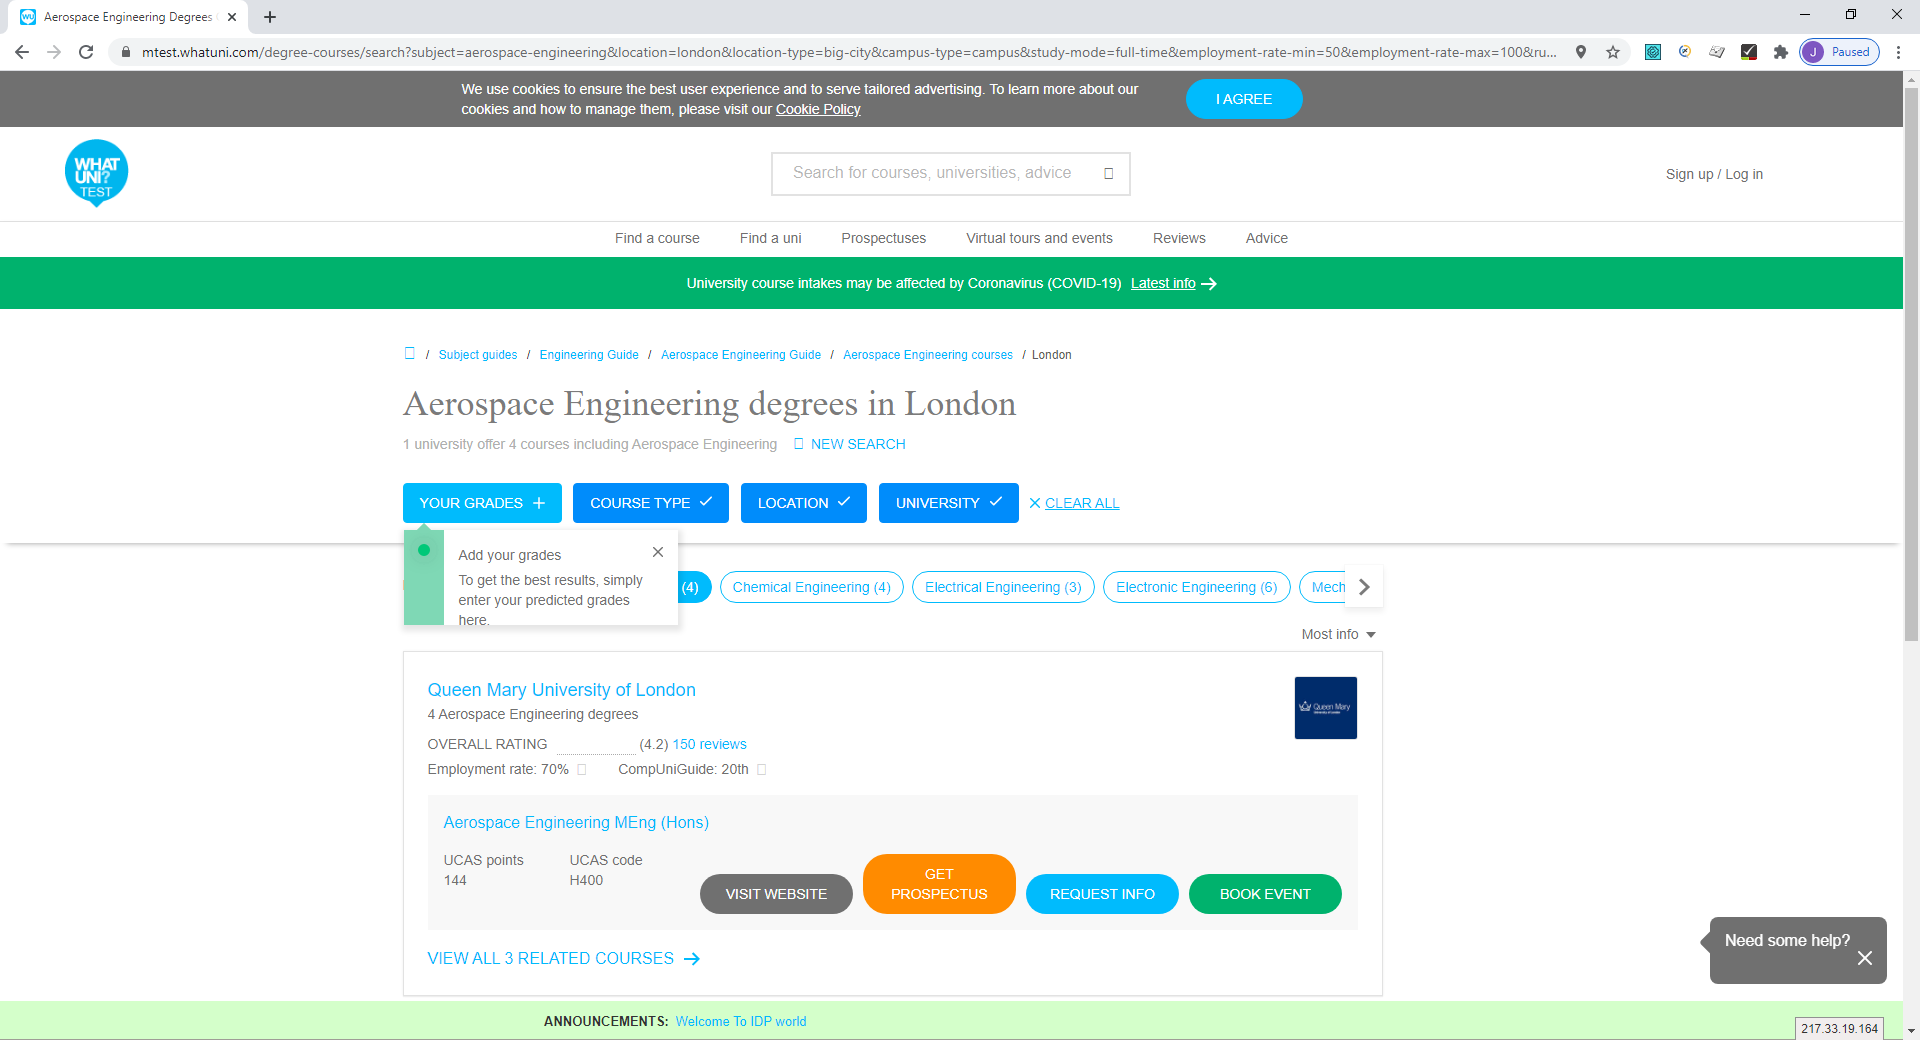 Aerospace Engineering Degrees
mtest.whatuni.com/degree-courses/search?subject=aerospace-engineering&location=london&location-type=big-city&campus-type=campus&study-mode=full-time&employment-rate-min=50&employment-rate-max=100&ru...
J Paused
We use cookies to ensure the best user experience and to serve tailored advertising. To learn more about our
cookies and how to manage them, please visit our Cookie Policy
I AGREE
WHAT
UNI?
TEST
Search for courses, universities, advice
Sign up / Log in
Find a course Find a uni Prospectuses Virtual tours and events Reviews Advice
University course intakes may be affected by Coronavirus (COVID-19) Latest info
/ Subject guides / Engineering Guide / Aerospace Engineering Guide / Aerospace Engineering courses / London
Aerospace Engineering degrees in London
1 university offer 4 courses including Aerospace Engineering NEW SEARCH
YOUR GRADES COURSE TYPE LOCATION UNIVERSITY CLEAR ALL
Add your grades
To get the best results, simply
enter your predicted grades
here.
(4) Chemical Engineering (4) Electrical Engineering (3) Electronic Engineering (6) Mech
Most info
Queen Mary University of London
4 Aerospace Engineering degrees
OVERALL RATING (4.2) 150 reviews
Employment rate: 70% CompUniGuide: 20th
Queen Mary
University of London
Aerospace Engineering MEng (Hons)
UCAS points UCAS code
144 H400
VISIT WEBSITE
GET
PROSPECTUS
REQUEST INFO
BOOK EVENT
VIEW ALL 3 RELATED COURSES
Need some help?
ANNOUNCEMENTS: Welcome To IDP world
217.33.19.164